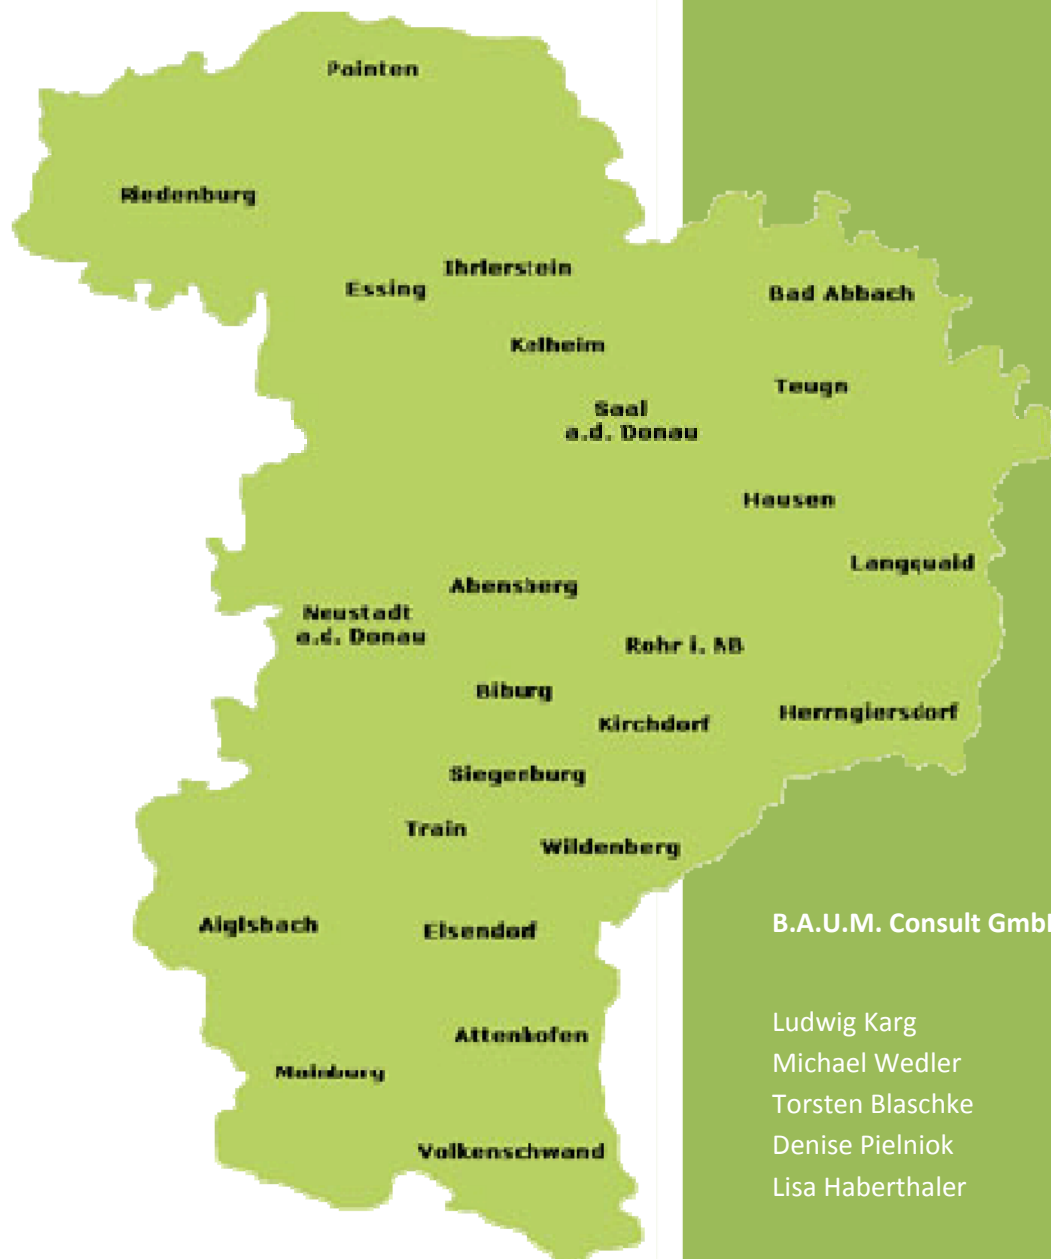 Painten
Riedenburg
Ihrlerstein
Essing
Bad Abbach
Kelheim
Teugn
Saal
a.d. Donau
Hausen
Langquaid
Abensberg
Neustadt
a.d. Donau
Rohr i. NB
Biburg
Herrngiersdorf
Kirchdorf
Siegenburg
Train
Wildenberg
Aiglsbach
Elsendorf
B.A.U.M. Consult Gmb
Ludwig Karg
Attenhofen
Michael Wedler
Mainburg
Torsten Blaschke
Denise Pielniok
Volkenschwand
Lisa Haberthaler